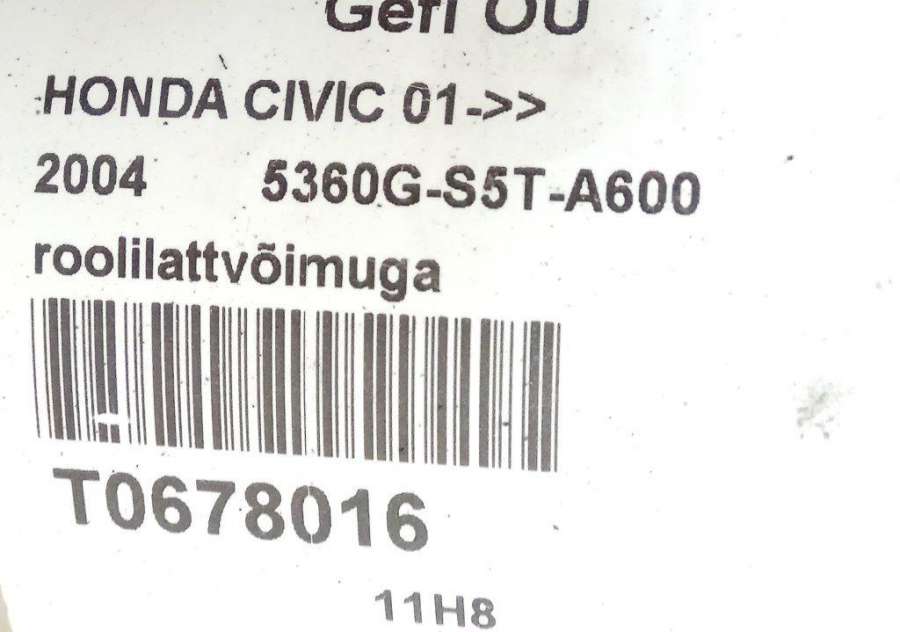 Gefi OÜ
HONDA CIVIC 01->>
2004 5360G-S5T-A600
roolilattvõimuga
T0678016
11H8